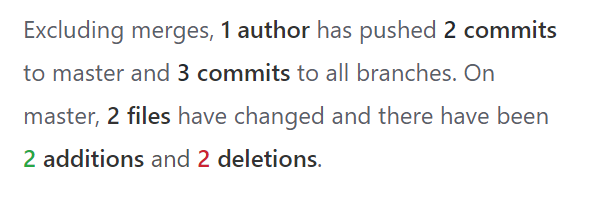 Excluding merges, 1 author has pushed 2 commits
to master and 3 commits to all branches. On
master, 2 files have changed and there have been
2 additions and 2 deletions.